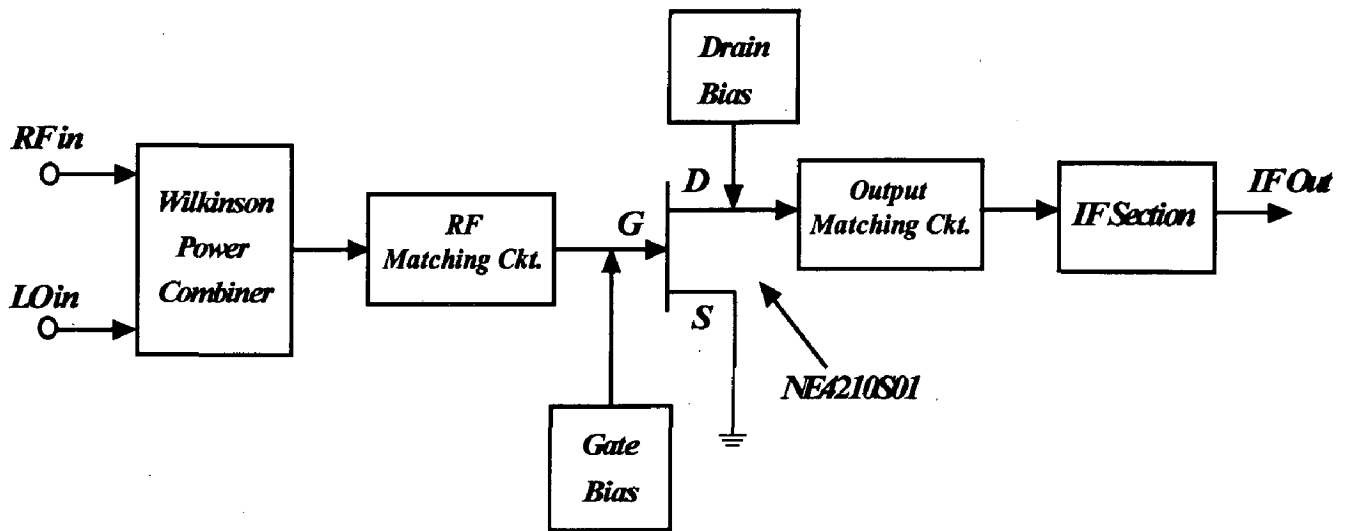 Drain
Bias
RF in
Wilkinson
Power
Combiner
LO in
RF
Matching Ckt.
G
D
S
Output
Matching Ckt.
IF Section
IF Out
NE4210S01
Gate
Bias